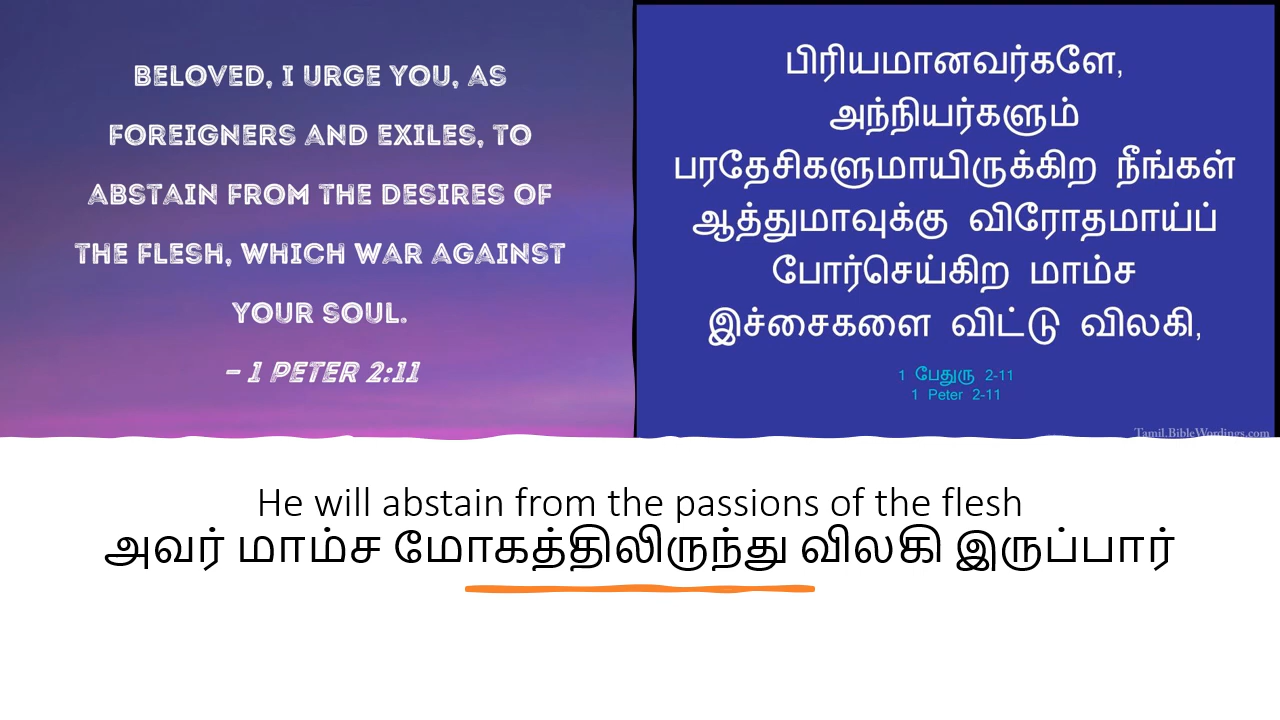 BELOVED, I URGE YOU, AS
FOREIGNERS AND EXILES, TO
ABSTAIN FROM THE DESIRES OF
THE FLESH, WHICH WAR AGAINST
YOUR SOUL.
– 1 PETER 2:11
பிரியமானவர்களே,
அந்நியர்களும்
பரதேசிகளுமாயிருக்கிற நீங்கள்
ஆத்துமாவுக்கு விரோதமாய்ப்
போர்செய்கிற மாம்ச
இச்சைகளை விட்டு விலகி,
1 பேதுரு 2-11
1 Peter 2-11
Tamil.BibleWordings.com
He will abstain from the passions of the flesh
அவர் மாம்ச மோகத்திலிருந்து விலகி இருப்பார்